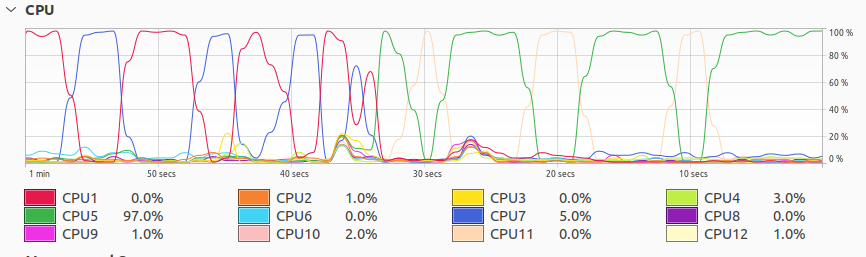 CPU
100 %
80 %
60 %
40 %
20 %
0 %
1 min 50 secs 40 secs 30 secs 20 secs 10 secs
CPU1 0.0% CPU2 1.0% CPU3 0.0% CPU4 3.0%
CPU5 97.0% CPU6 0.0% CPU7 5.0% CPU8 0.0%
CPU9 1.0% CPU10 2.0% CPU11 0.0% CPU12 1.0%